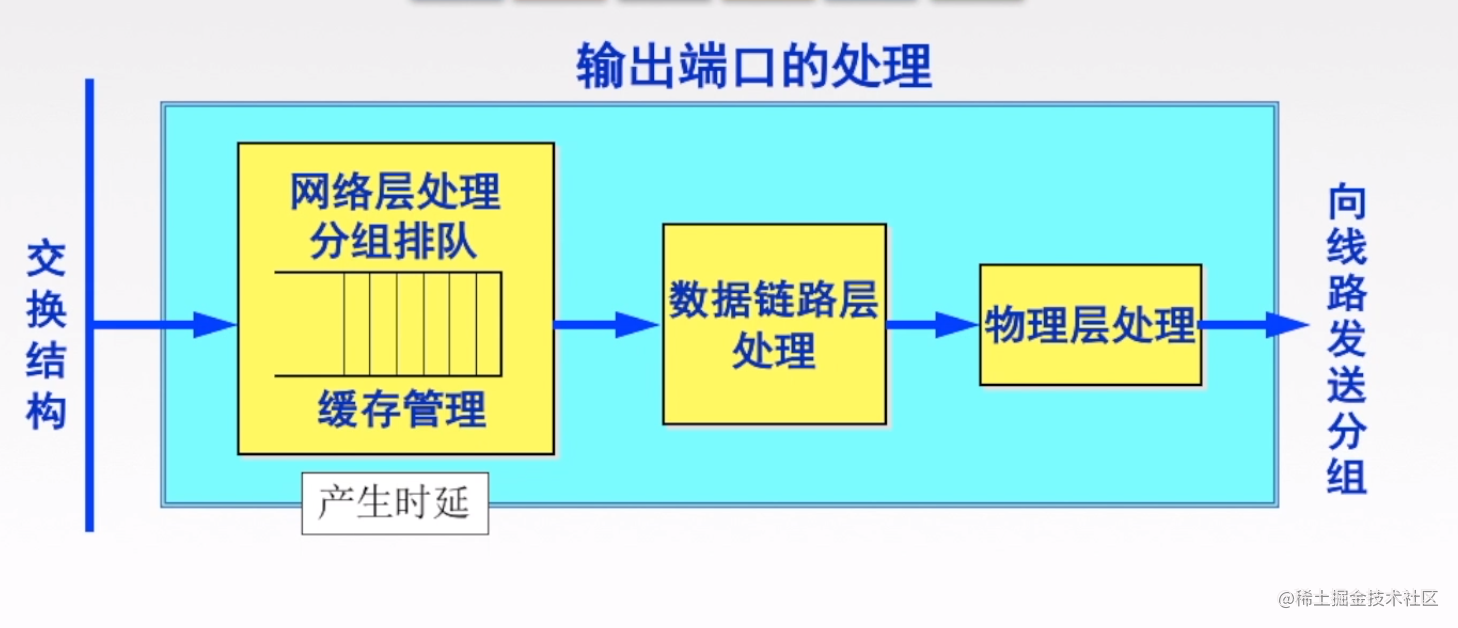 输出端口的处理
交换结构
网络层处理
分组排队
缓存管理
产生时延
数据链路层
处理
物理层处理
向线路发送分组
@稀土掘金技术社区